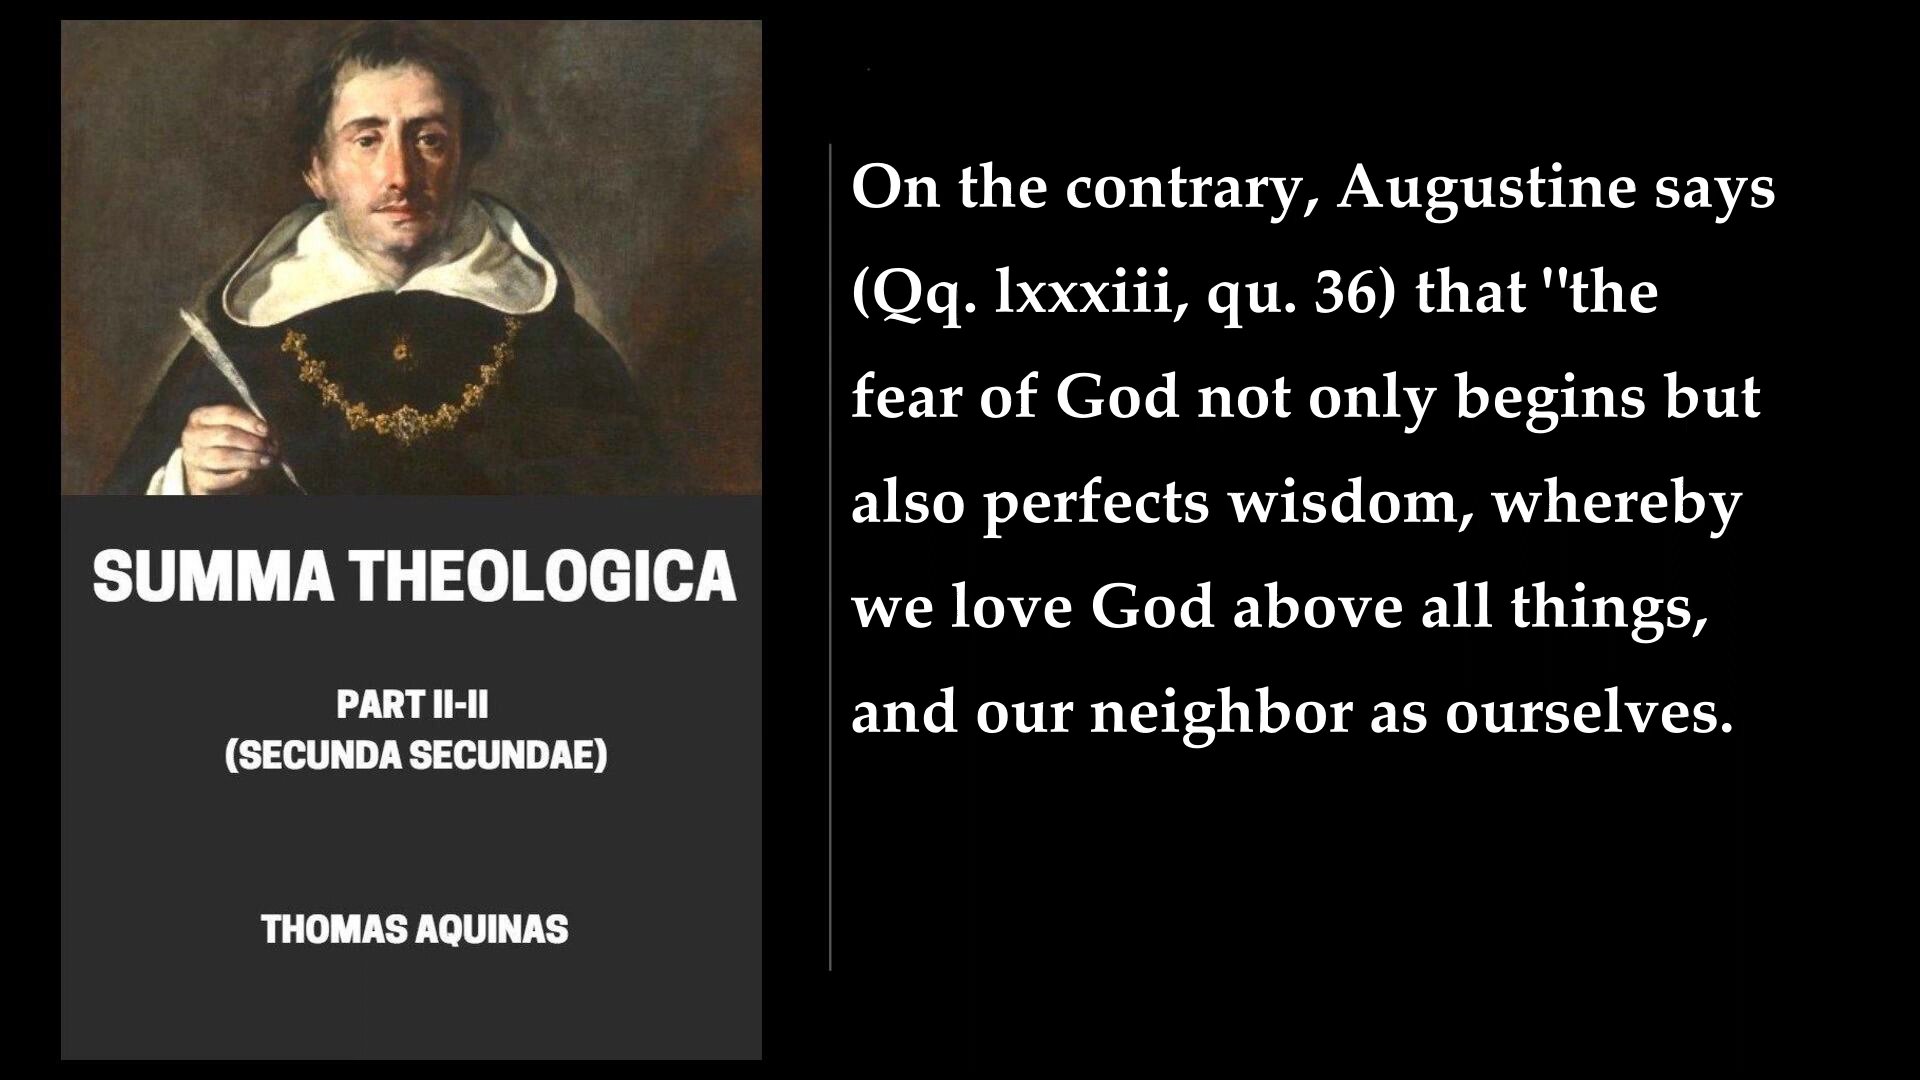 SUMMA THEOLOGICA
PART II-II
(SECUNDA SECUNDAE)
THOMAS AQUINAS
On the contrary, Augustine says
(Qq. lxxxiii, qu. 36) that "the
fear of God not only begins but
also perfects wisdom, whereby
we love God above all things,
and our neighbor as ourselves.